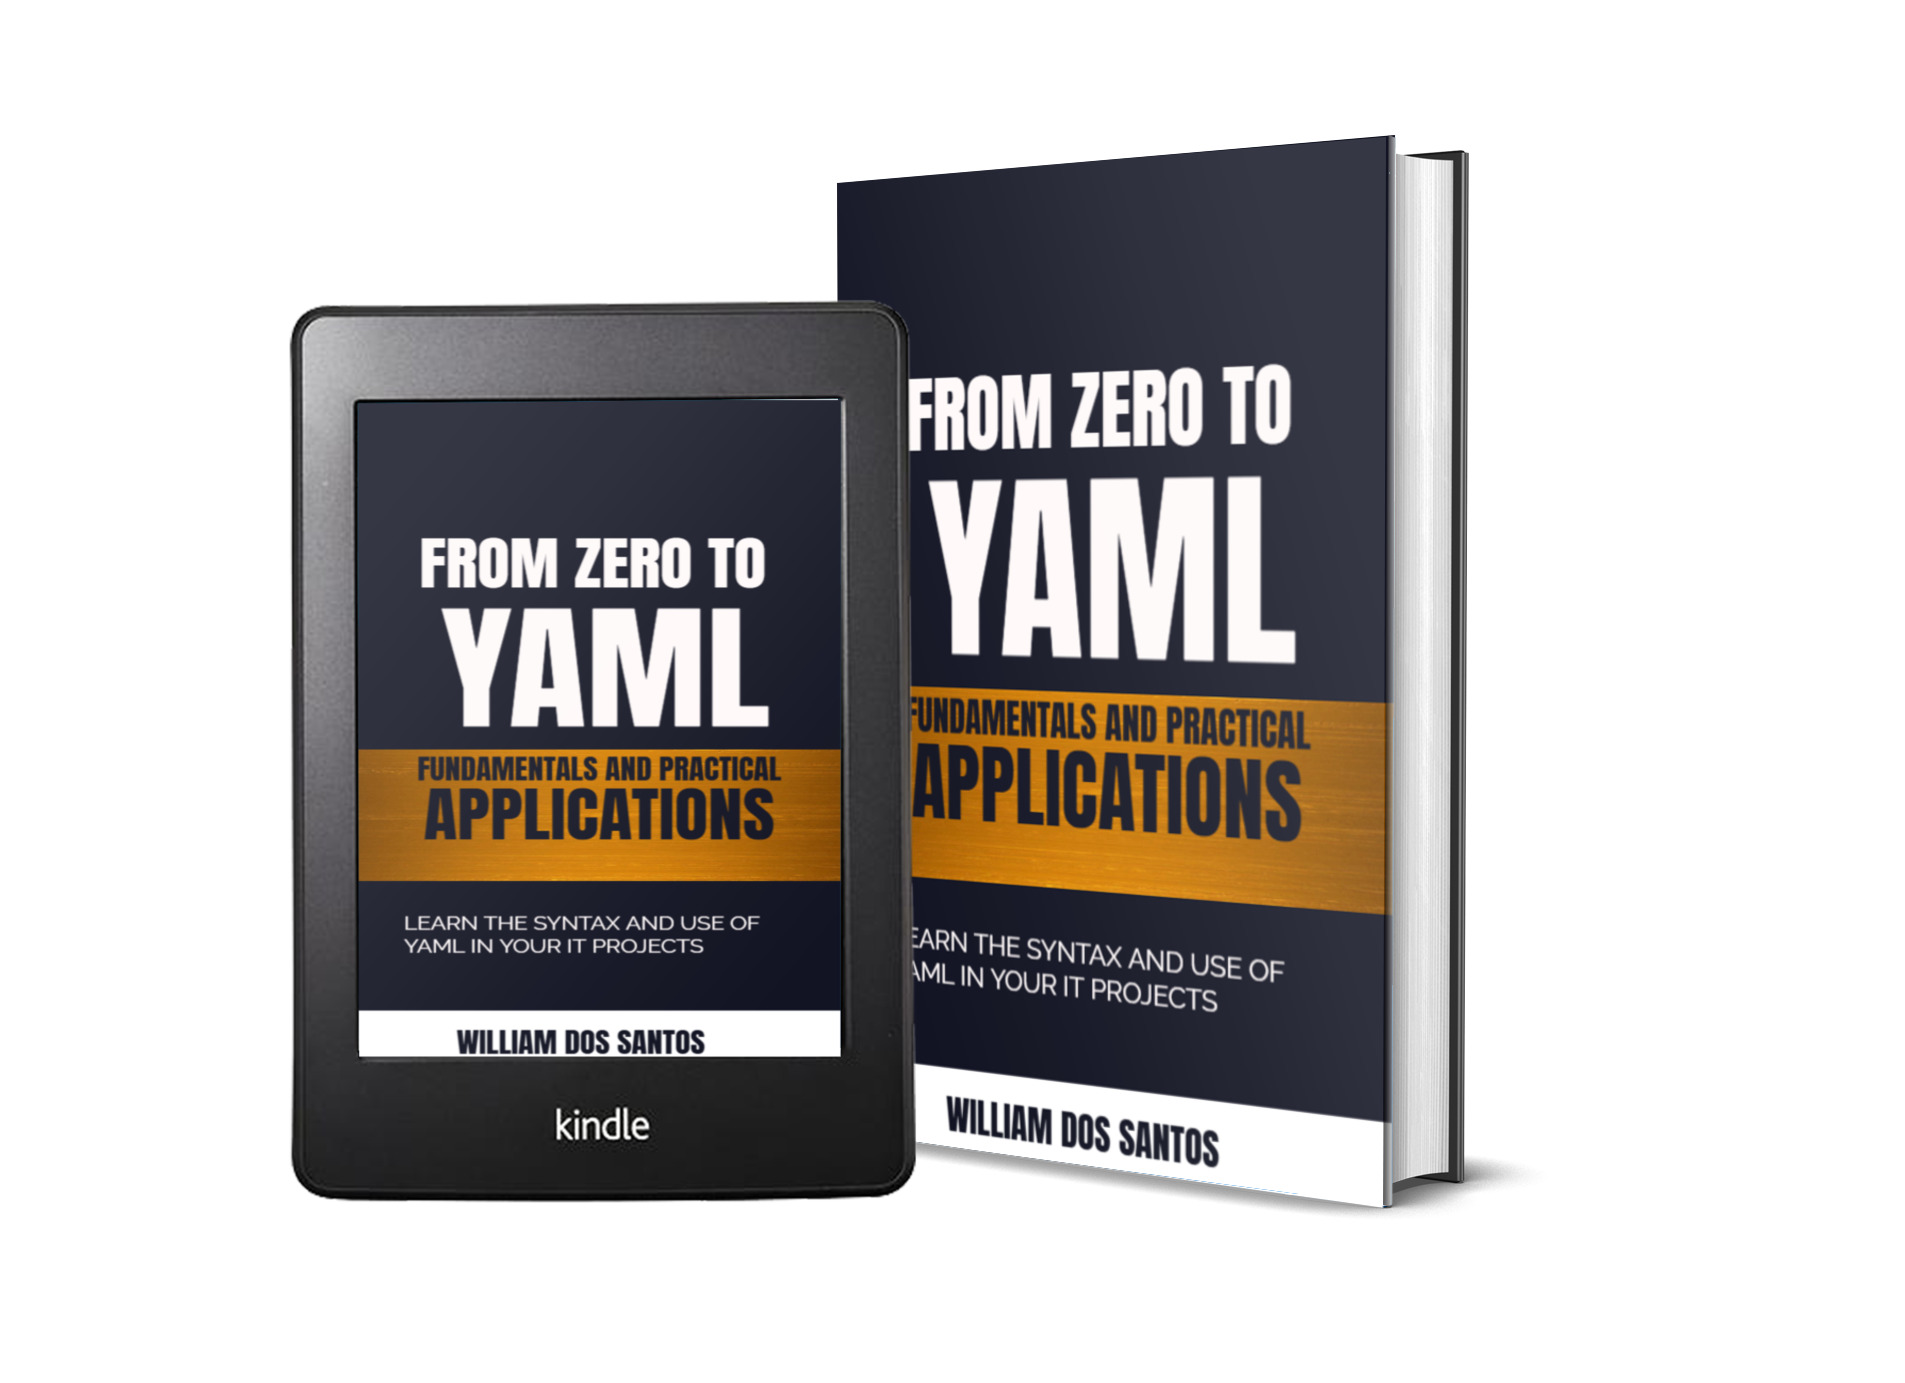 FROM ZERO TO
YAML
FUNDAMENTALS AND PRACTICAL
APPLICATIONS
LEARN THE SYNTAX AND USE OF
YAML IN YOUR IT PROJECTS
WILLIAM DOS SANTOS
kindle
FROM ZERO TO
YAML
FUNDAMENTALS AND PRACTICAL
APPLICATIONS
EARN THE SYNTAX AND USE OF
AML IN YOUR IT PROJECTS
WILLIAM DOS SANTOS